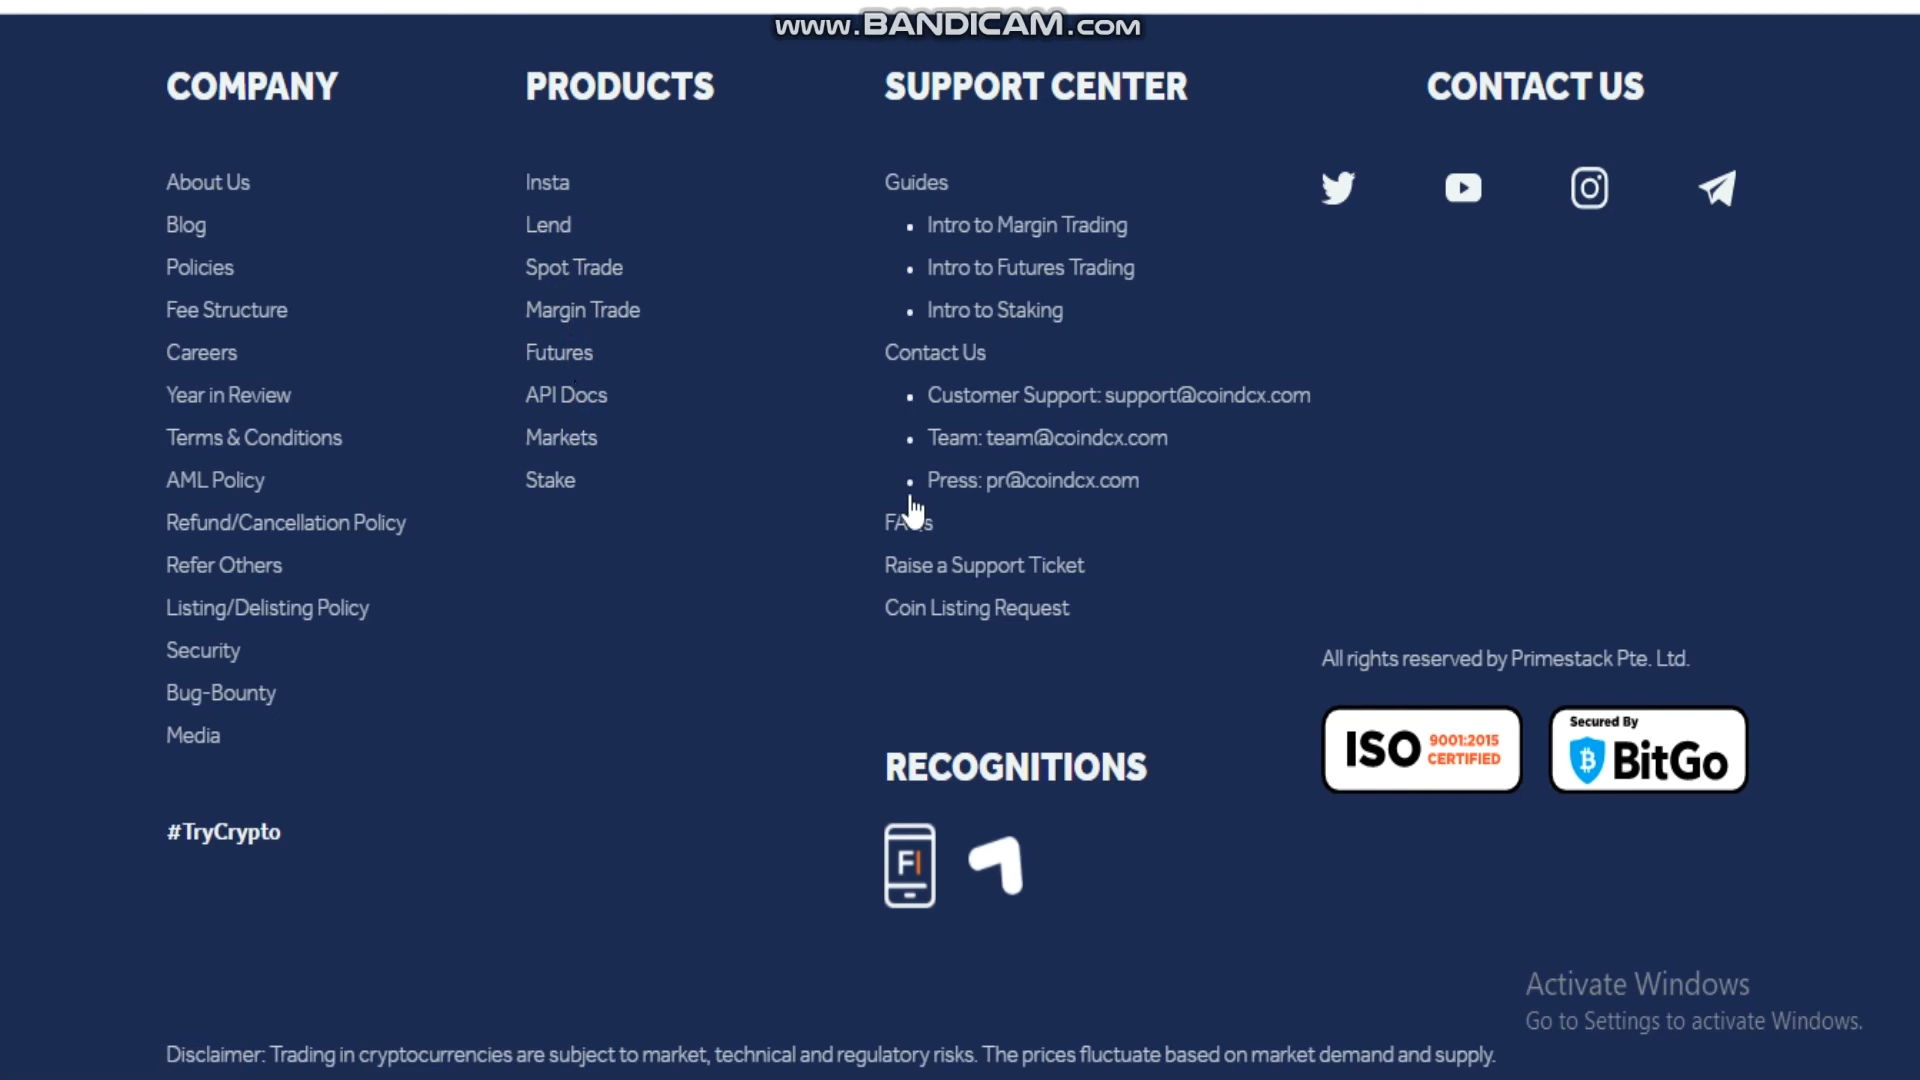 www.BANDICAM.com
COMPANY
About Us
Blog
Policies
Fee Structure
Careers
Year in Review
Terms & Conditions
AML Policy
Refund/Cancellation Policy
Refer Others
Listing/Delisting Policy
Security
Bug-Bounty
Media
#TryCrypto
PRODUCTS
Insta
Lend
Spot Trade
Margin Trade
Futures
API Docs
Markets
Stake
SUPPORT CENTER
Guides
• Intro to Margin Trading
• Intro to Futures Trading
• Intro to Staking
Contact Us
• Customer Support: support@coindcx.com
• Team: team@coindcx.com
• Press: pr@coindcx.com
Raise a Support Ticket
Coin Listing Request
RECOGNITIONS
FI
CONTACT US
All rights reserved by Primestack Pte. Ltd.
ISO 9001:2015 CERTIFIED
Secured By
BitGo
Activate Windows
Go to Settings to activate Windows.
Disclaimer: Trading in cryptocurrencies are subject to market, technical and regulatory risks. The prices fluctuate based on market demand and supply.